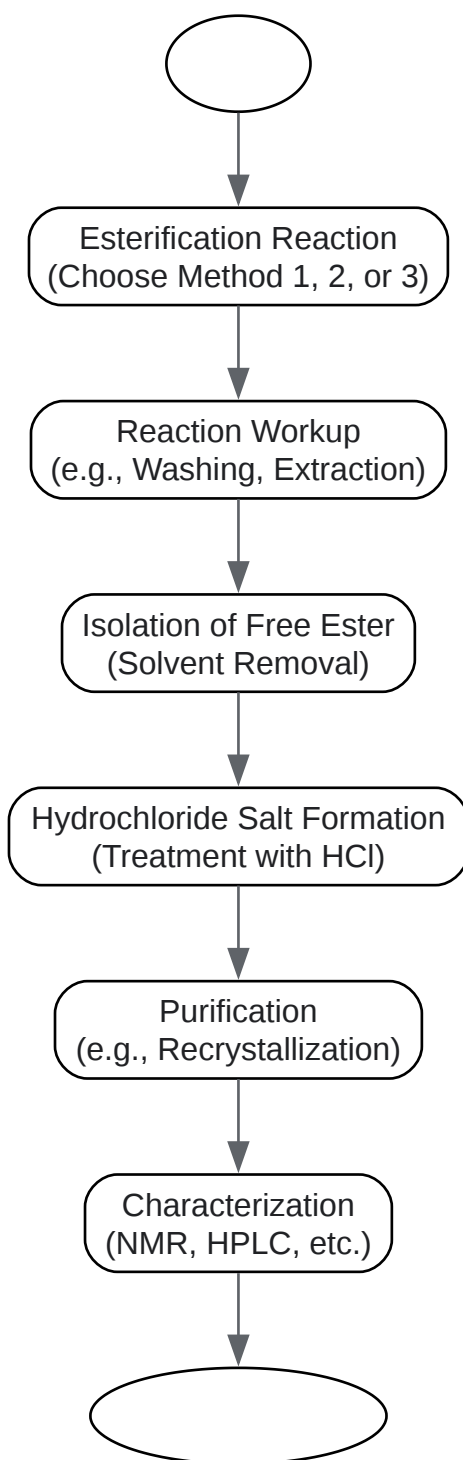 Esterification Reaction
(Choose Method 1, 2, or 3)
Reaction Workup
(e.g., Washing, Extraction)
Isolation of Free Ester
(Solvent Removal)
Hydrochloride Salt Formation
(Treatment with HCl)
Purification
(e.g., Recrystallization)
Characterization
(NMR, HPLC, etc.)